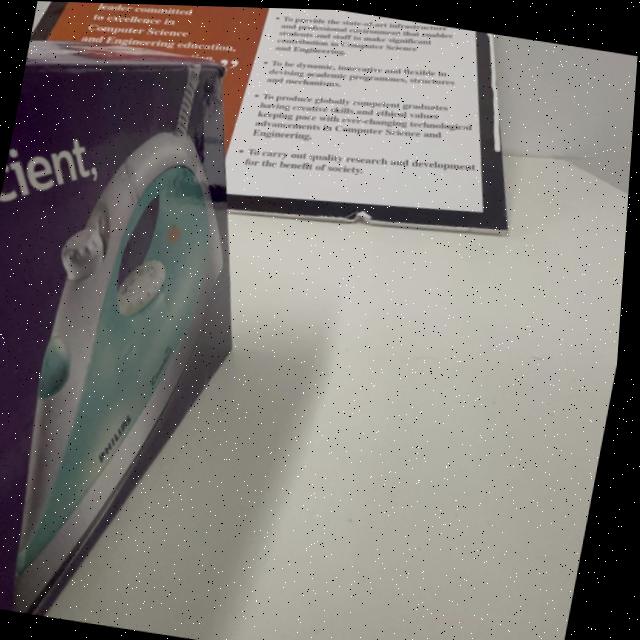 leader committed
to excellence in
Computer Science
and Engineering education.
”
• To provide the state of art infrastructure
and professional environment that enables
students and staff to make significant
contribution in Computer Science
and Engineering.
• To be dynamic, innovative and flexible in
devising academic programmes, structures
and mechanisms.
• To produce globally competent graduates
having creative skills and ethical values
keeping pace with ever-changing technological
advancements in Computer Science and
Engineering.
• To carry out quality research and development
for the benefit of society.
cient,
PHILIPS